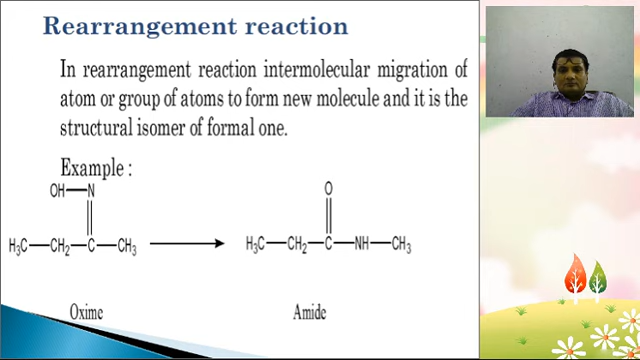 Rearrangement reaction
In rearrangement reaction intermolecular migration of
atom or group of atoms to form new molecule and it is the
structural isomer of formal one.
Example :
OH—N
H₃C—CH₂—C—CH₃
O
H₃C—CH₂—C—NH—CH₃
Oxime
Amide